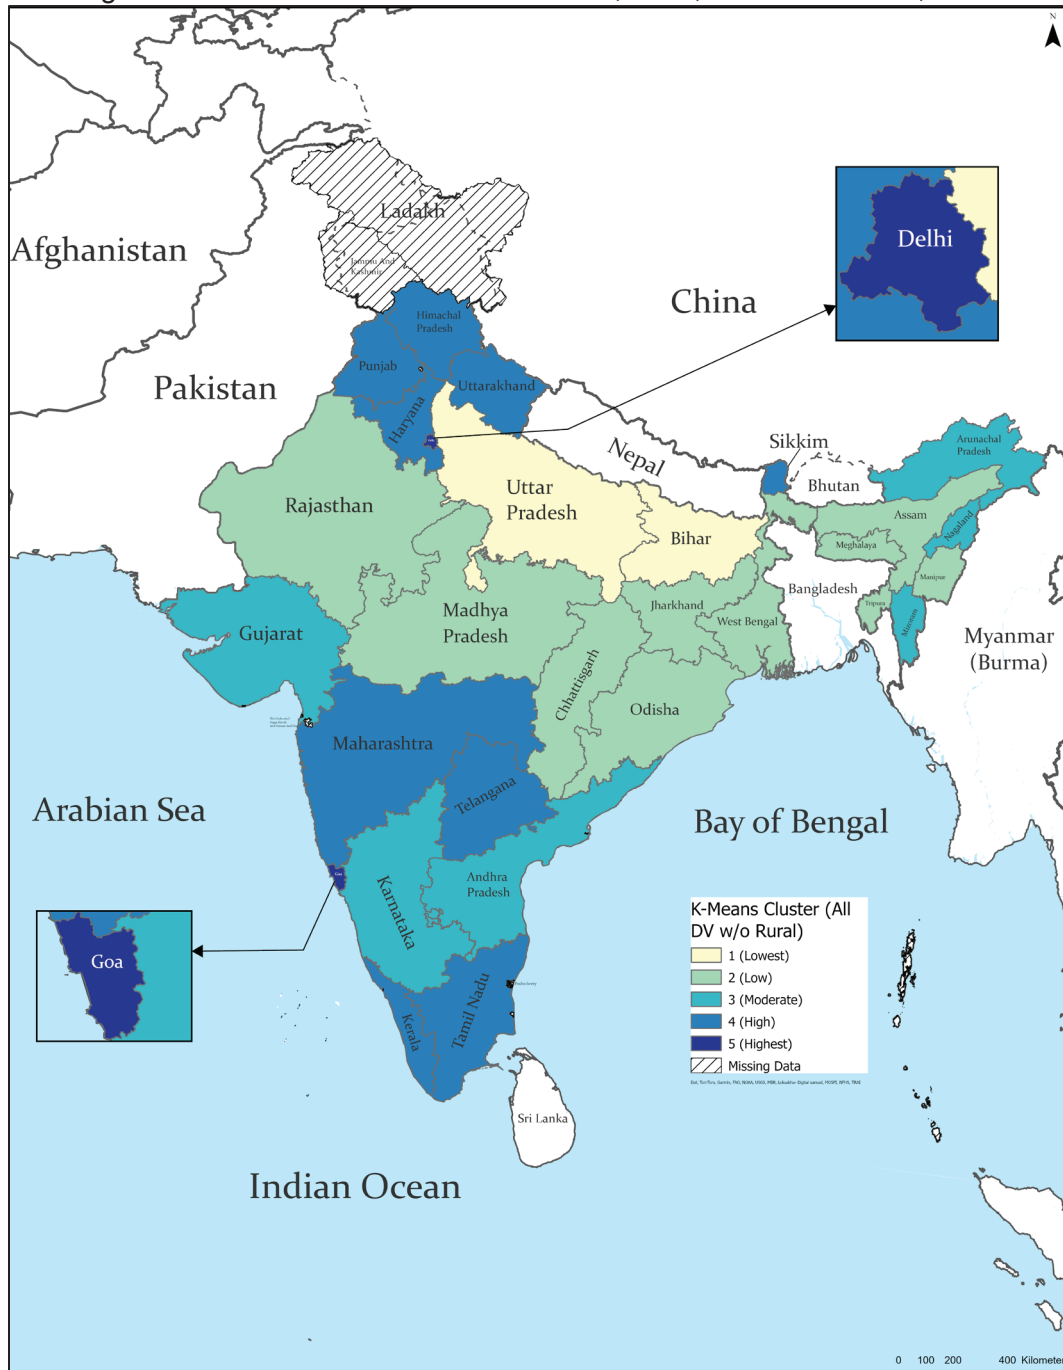 N
Afghanistan
Ladakh
Jammu And
Kashmir
Delhi
China
Himachal
Pradesh
Punjab
Pakistan
Uttarakhand
Haryana
Nepal
Sikkim
Bhutan
Arunachal
Pradesh
Rajasthan
Uttar
Pradesh
Bihar
Assam
Nagaland
Meghalaya
Manipur
Bangladesh
Tripura
Mizoram
Jharkhand
West Bengal
Madhya
Pradesh
Gujarat
Myanmar
(Burma)
Chhattisgarh
Odisha
Maharashtra
Telangana
Arabian Sea
Bay of Bengal
Goa
Karnataka
Andhra
Pradesh
Goa
Kerala
Tamil Nadu
Puducherry
K-Means Cluster (All
DV w/o Rural)
1 (Lowest)
2 (Low)
3 (Moderate)
4 (High)
5 (Highest)
Missing Data
Sri Lanka
Indian Ocean
0 100 200 400 Kilometer